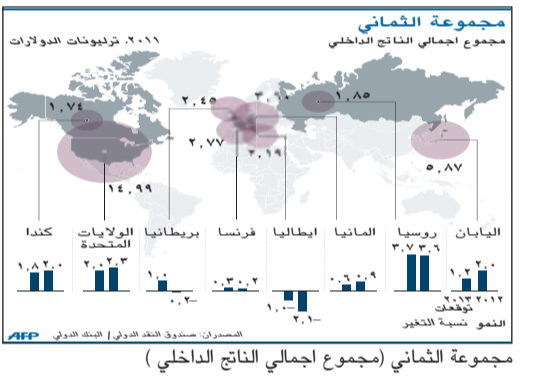 مجموعة الثماني
مجموع اجمالي الناتج الداخلي
٢٠١١، ترليونات الدولارات
١,٧٤
٢,٤٥
١,٨٥
٢,٧٧
١٤,٩٩
٥,٨٧
كندا
الولايات المتحدة
بريطانيا
فرنسا
ايطاليا
المانيا
روسيا
اليابان
١,٨ ٢,٠
٢,٠ ٢,٣
١,٠
٠,٢–
٠,٣ ٠,٢
١,٠–
٢,١–
٠,٦ ٠,٩
٣,٧ ٣,٦
١,٢ ٢,٠
٢٠١٣ ٢٠١٢
توقعات
النمو نسبة التغير
المصدران: صندوق النقد الدولي / البنك الدولي
AFP
مجموعة الثماني (مجموع اجمالي الناتج الداخلي )